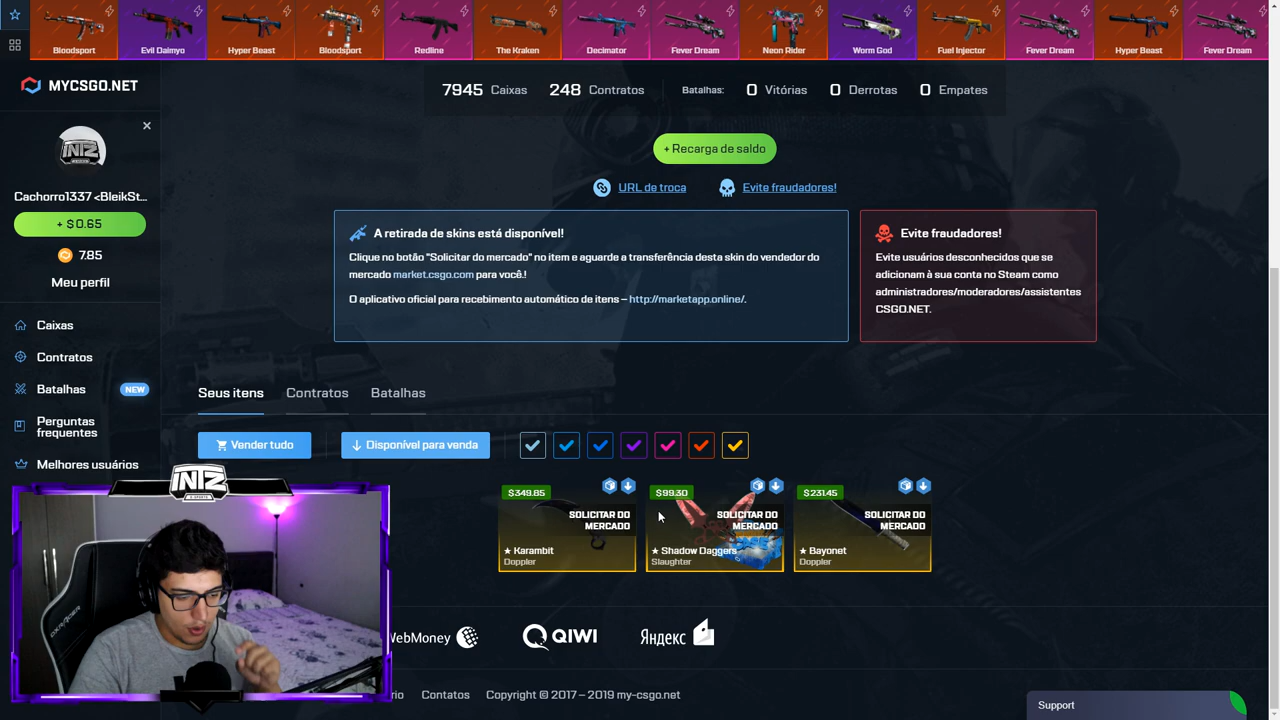 Bloodsport
Evil Daimyo
Hyper Beast
Bloodsport
Redline
The Kraken
Decimator
Fever Dream
Neon Rider
Worm God
Fuel Injector
Fever Dream
Hyper Beast
Fever Dream
MYCSGO.NET
7945 Caixas
248 Contratos
Batalhas:
0 Vitórias
0 Derrotas
0 Empates
+ Recarga de saldo
URL de troca
Evite fraudadores!
Cachorro1337 <BleikSt...
+ $0.65
7.85
Meu perfil
A retirada de skins está disponível!
Clique no botão "Solicitar do mercado" no item e aguarde a transferência desta skin do vendedor do
mercado market.csgo.com para você.!
O aplicativo oficial para recebimento automático de itens – http://marketapp.online/.
Evite fraudadores!
Evite usuários desconhecidos que se
adicionam à sua conta no Steam como
administradores/moderadores/assistentes
CSGO.NET.
Caixas
Contratos
Batalhas NEW
Perguntas
frequentes
Melhores usuários
Seus itens
Contratos
Batalhas
Vender tudo
Disponível para venda
$349.85
SOLICITAR DO
MERCADO
★ Karambit
Doppler
$99.30
SOLICITAR DO
MERCADO
★ Shadow Daggers
Slaughter
$231.45
SOLICITAR DO
MERCADO
★ Bayonet
Doppler
INTZ
E-SPORTS
DXRACER
WebMoney
QIWI
Яндекс
Contatos
Copyright © 2017 – 2019 my-csgo.net
Support